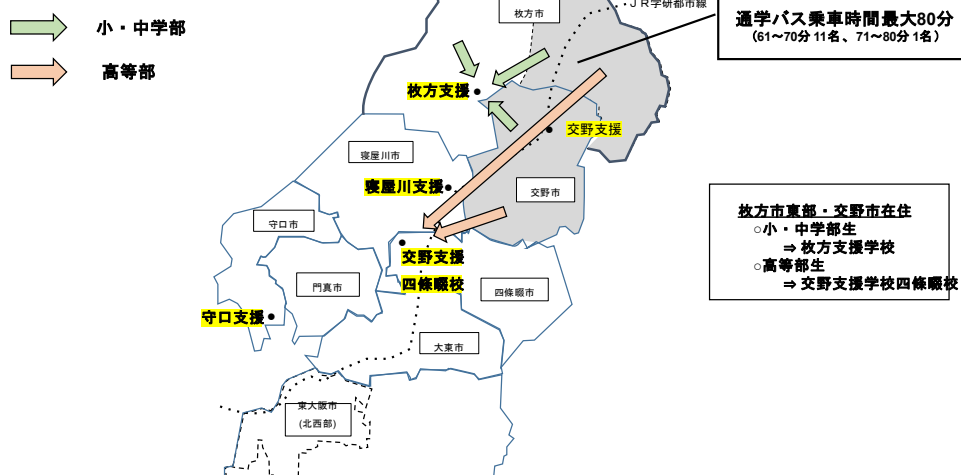 小・中学部
高等部
枚方市
JR学研都市線
通学バス乗車時間最大80分
（61～70分 11名、71～80分 1名）
枚方支援
交野支援
寝屋川市
寝屋川支援
交野市
守口市
交野支援
四條畷校
門真市
四條畷市
守口支援
大東市
東大阪市
(北西部)
枚方市東部・交野市在住
○小・中学部生
⇒ 枚方支援学校
○高等部生
⇒ 交野支援学校四條畷校